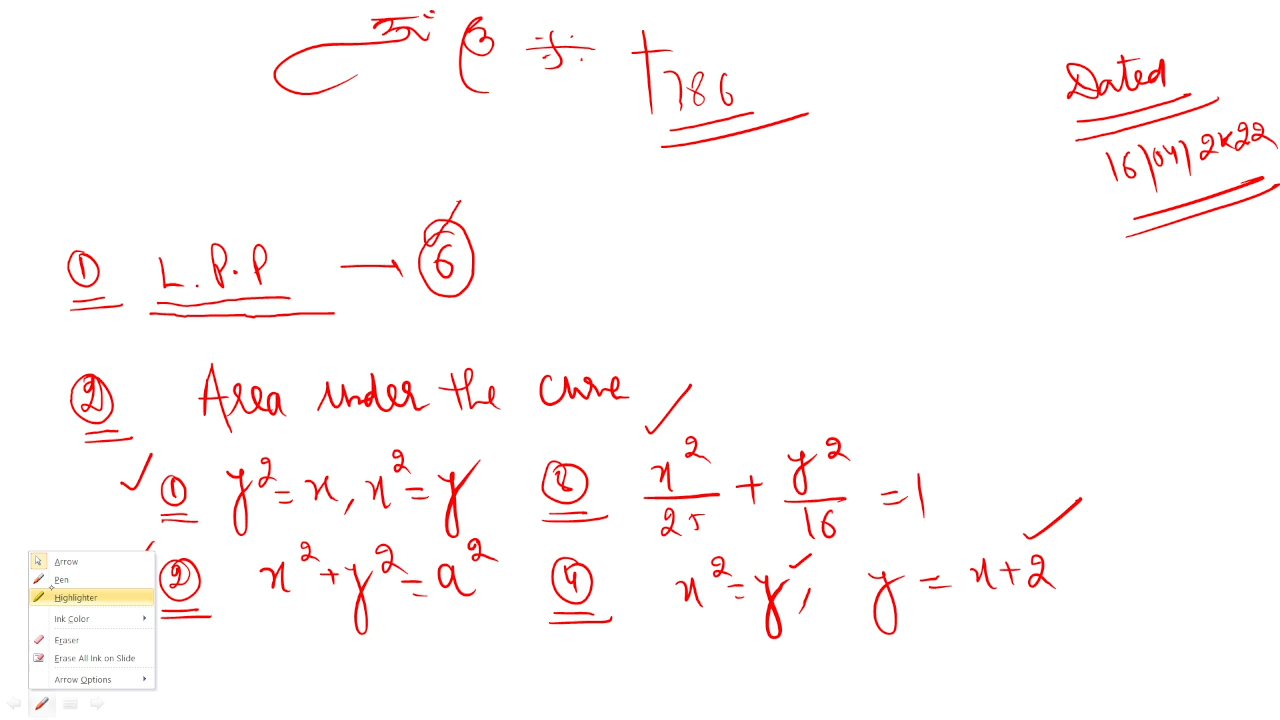 786
Dated
16/04/2k22
① L.P.P → ⑥
② Area under the curve
① y² = x, x² = y
③ x²/25 + y²/16 = 1
② x² + y² = a²
④ x² = y, y = x+2
Arrow
Pen
Highlighter
Ink Color
Eraser
Erase All Ink on Slide
Arrow Options